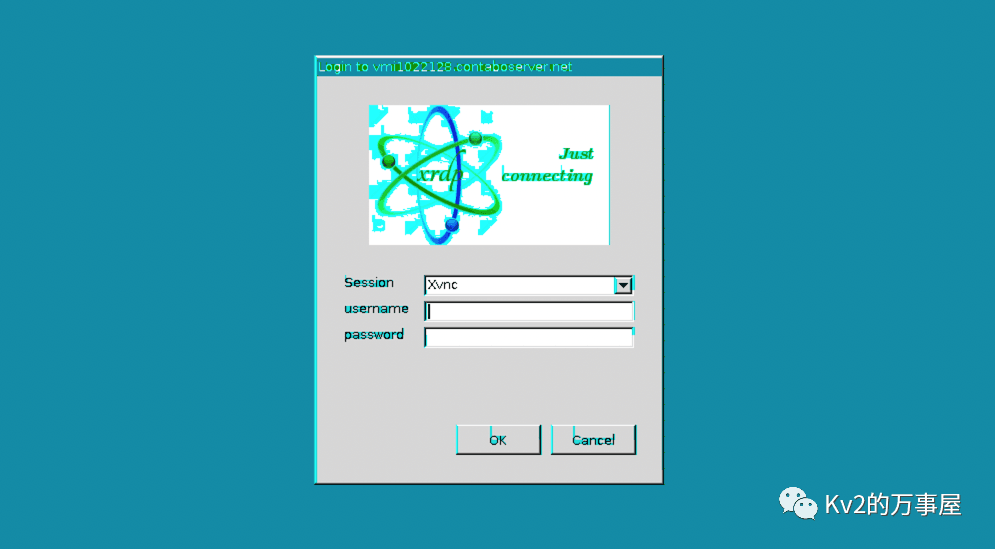 Login to vmi1022128.contaboserver.net
xrdp
Just
connecting
Session
Xvnc
username
password
OK
Cancel
Kv2的万事屋